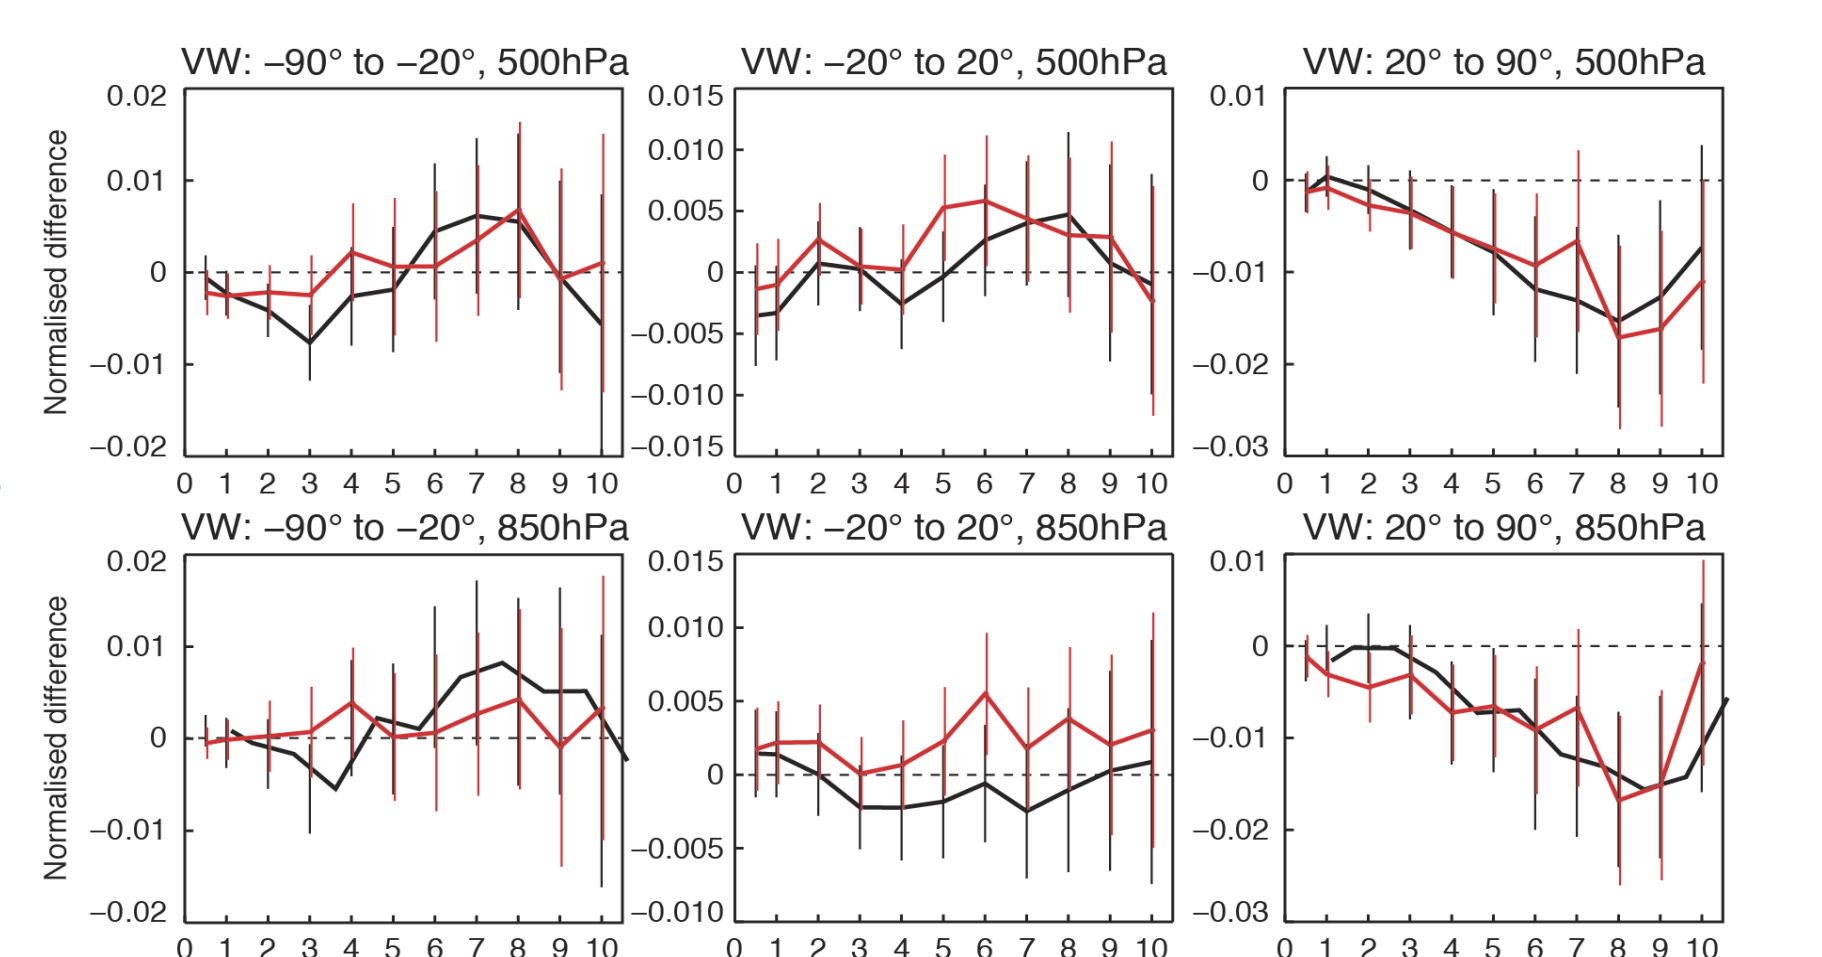 VW: −90° to −20°, 500hPa
0.02
0.01
0
−0.01
−0.02
Normalised difference
0 1 2 3 4 5 6 7 8 9 10
VW: −20° to 20°, 500hPa
0.015
0.010
0.005
0
−0.005
−0.010
−0.015
0 1 2 3 4 5 6 7 8 9 10
VW: 20° to 90°, 500hPa
0.01
0
−0.01
−0.02
−0.03
0 1 2 3 4 5 6 7 8 9 10
VW: −90° to −20°, 850hPa
0.02
0.01
0
−0.01
−0.02
Normalised difference
0 1 2 3 4 5 6 7 8 9 10
VW: −20° to 20°, 850hPa
0.015
0.010
0.005
0
−0.005
−0.010
0 1 2 3 4 5 6 7 8 9 10
VW: 20° to 90°, 850hPa
0.01
0
−0.01
−0.02
−0.03
0 1 2 3 4 5 6 7 8 9 10